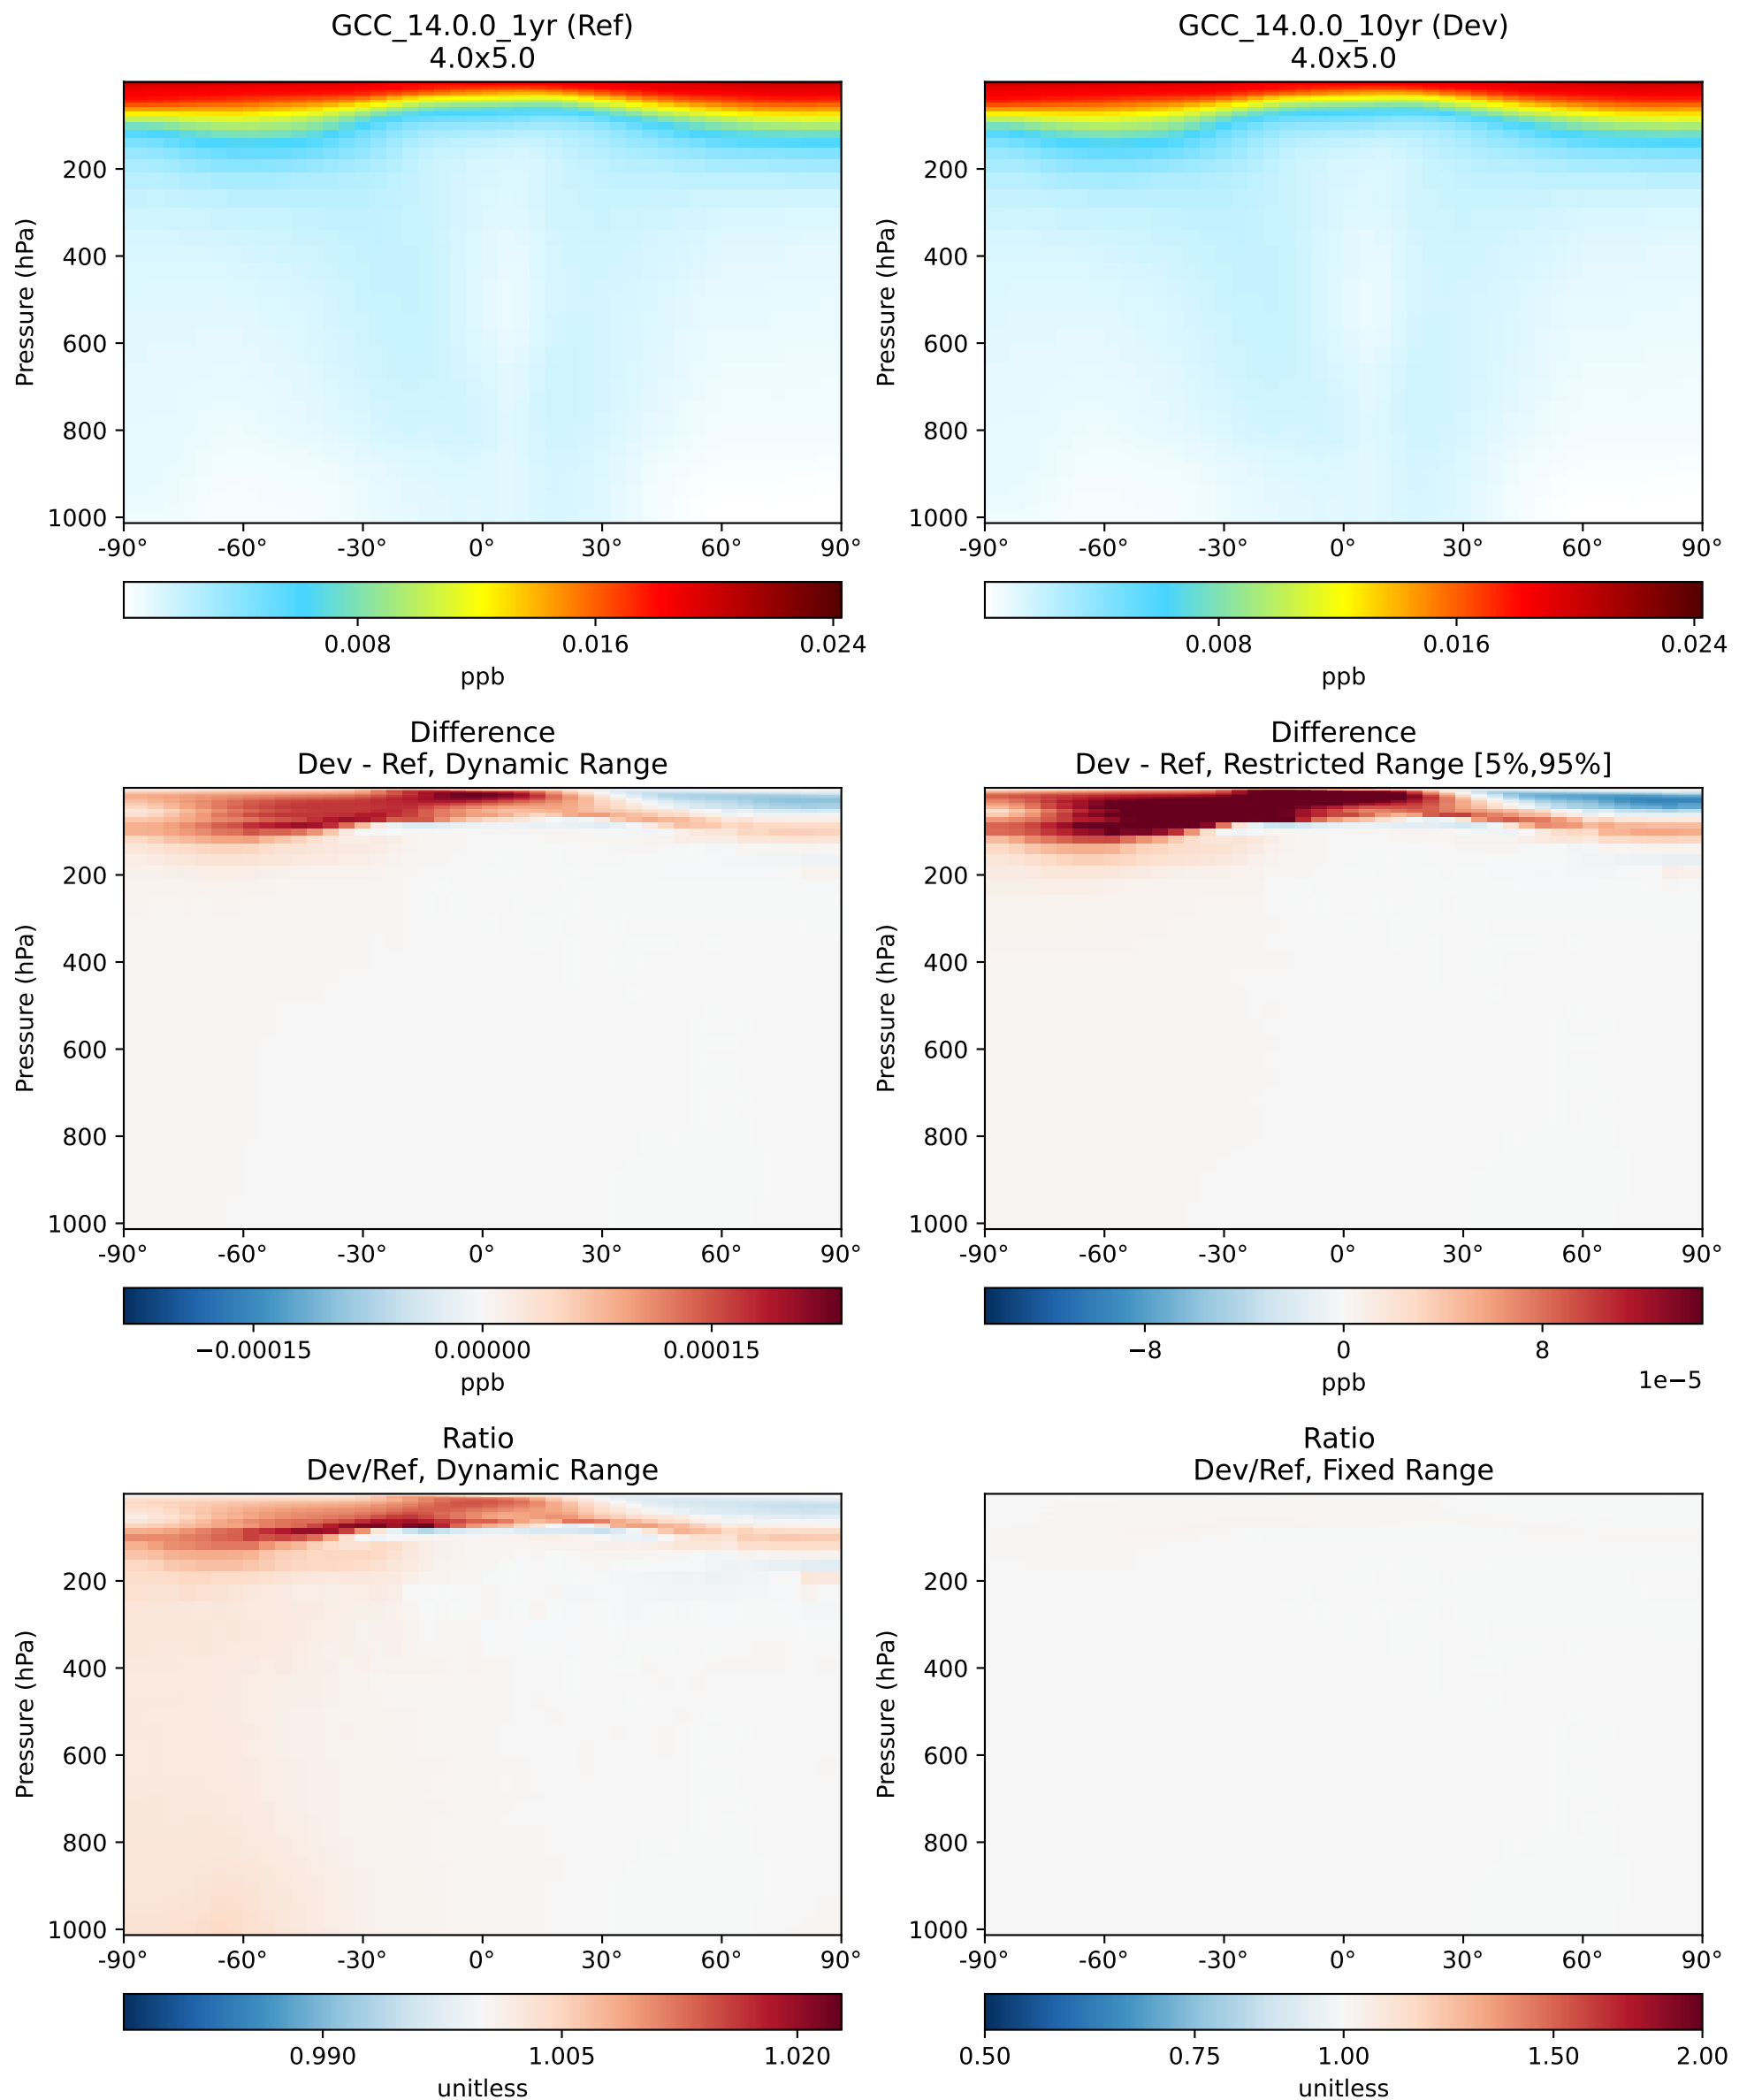 GCC_14.0.0_1yr (Ref)
4.0x5.0
GCC_14.0.0_10yr (Dev)
4.0x5.0
Pressure (hPa)
200
400
600
800
1000
-90° -60° -30° 0° 30° 60° 90°
0.008 0.016 0.024
ppb
Pressure (hPa)
200
400
600
800
1000
-90° -60° -30° 0° 30° 60° 90°
0.008 0.016 0.024
ppb
Difference
Dev - Ref, Dynamic Range
Difference
Dev - Ref, Restricted Range [5%,95%]
Pressure (hPa)
200
400
600
800
1000
-90° -60° -30° 0° 30° 60° 90°
−0.00015 0.00000 0.00015
ppb
Pressure (hPa)
200
400
600
800
1000
-90° -60° -30° 0° 30° 60° 90°
−8 0 8
ppb
1e−5
Ratio
Dev/Ref, Dynamic Range
Ratio
Dev/Ref, Fixed Range
Pressure (hPa)
200
400
600
800
1000
-90° -60° -30° 0° 30° 60° 90°
0.990 1.005 1.020
unitless
Pressure (hPa)
200
400
600
800
1000
-90° -60° -30° 0° 30° 60° 90°
0.50 0.75 1.00 1.50 2.00
unitless